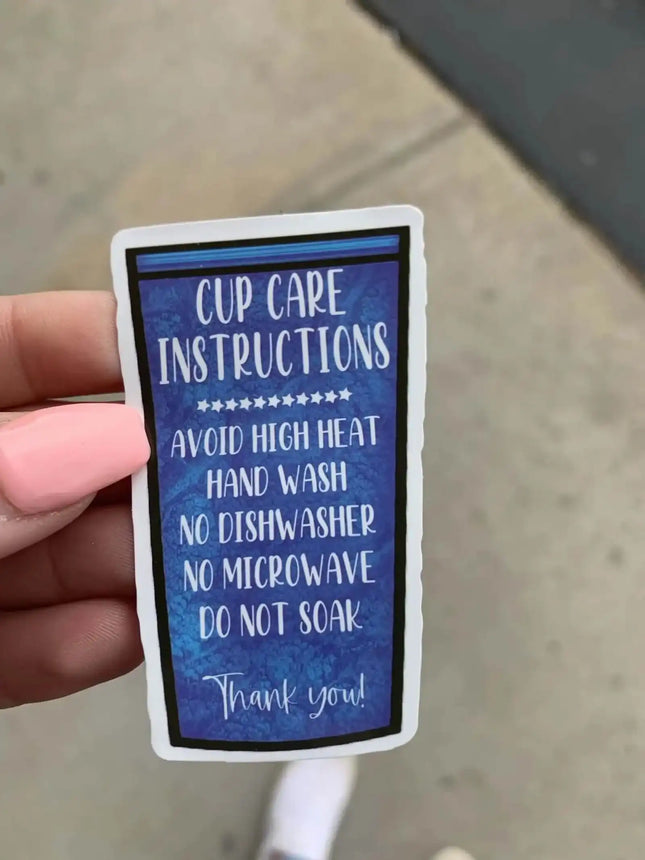 CUP CARE
INSTRUCTIONS
AVOID HIGH HEAT
HAND WASH
NO DISHWASHER
NO MICROWAVE
DO NOT SOAK
Thank you!